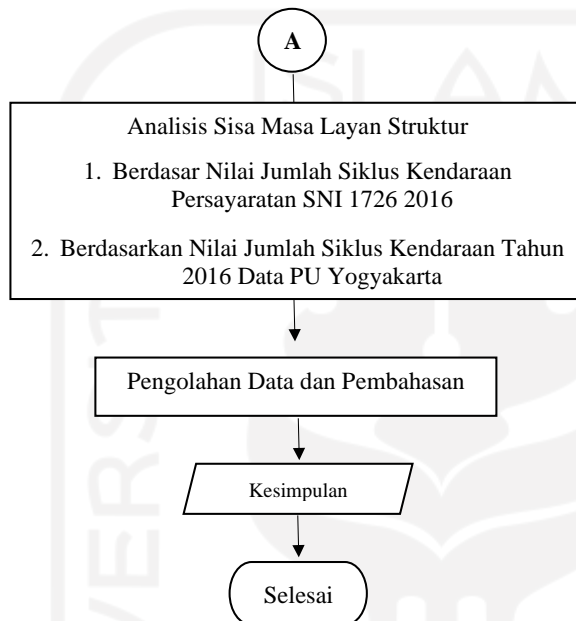 A
Analisis Sisa Masa Layan Struktur
1. Berdasar Nilai Jumlah Siklus Kendaraan
Persayaratan SNI 1726 2016
2. Berdasarkan Nilai Jumlah Siklus Kendaraan Tahun
2016 Data PU Yogyakarta
Pengolahan Data dan Pembahasan
Kesimpulan
Selesai